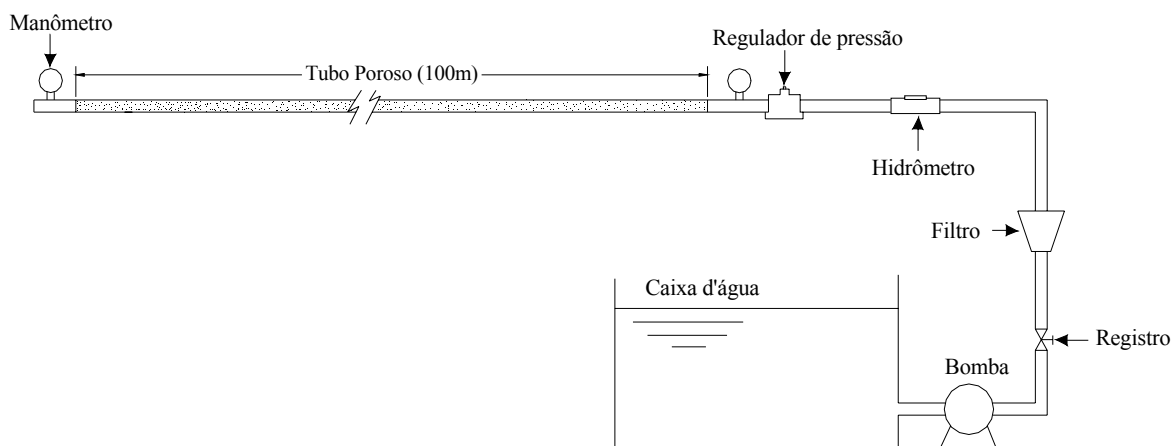 Manômetro
Regulador de pressão
Tubo Poroso (100m)
Hidrômetro
Filtro
Caixa d'água
Registro
Bomba